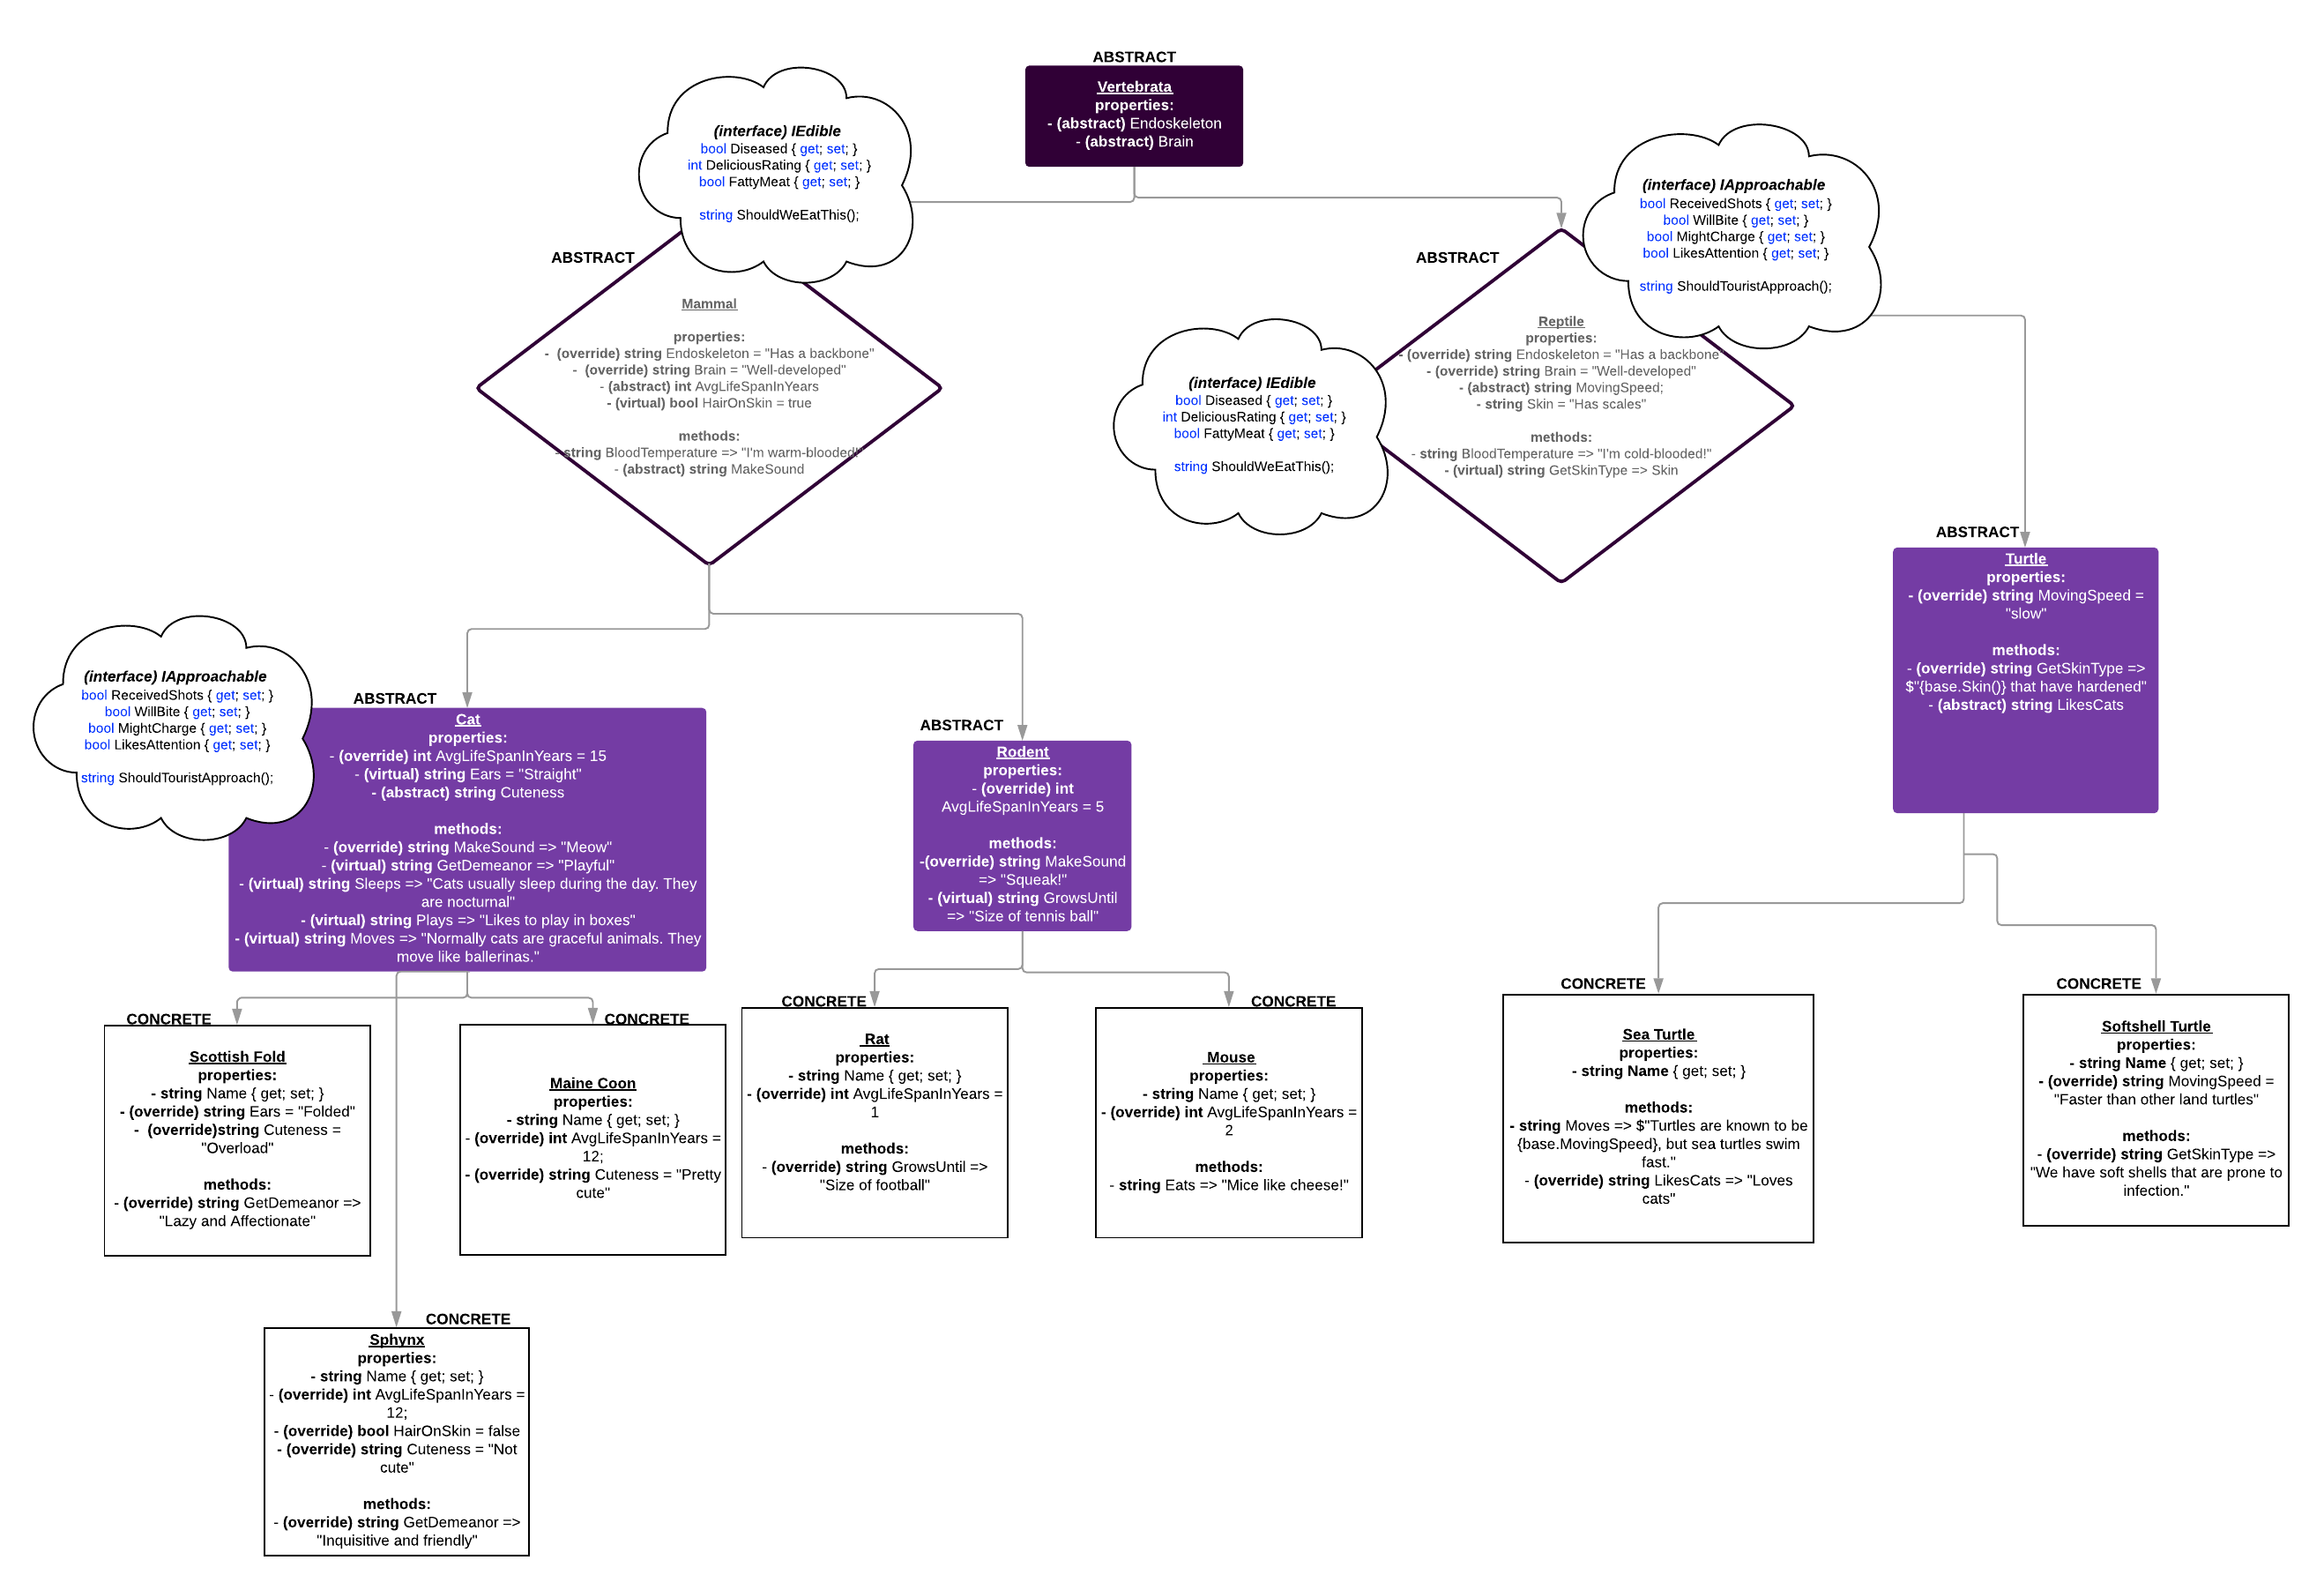 ABSTRACT
Vertebrata
properties:
- (abstract) Endoskeleton
- (abstract) Brain
(interface) IEdible
bool Diseased { get; set; }
int DeliciousRating { get; set; }
bool FattyMeat { get; set; }
string ShouldWeEatThis();
(interface) IApproachable
bool ReceivedShots { get; set; }
bool WillBite { get; set; }
bool MightCharge { get; set; }
bool LikesAttention { get; set; }
string ShouldTouristApproach();
ABSTRACT
Mammal
properties:
- (override) string Endoskeleton = "Has a backbone"
- (override) string Brain = "Well-developed"
- (abstract) int AvgLifeSpanInYears
- (virtual) bool HairOnSkin = true
methods:
- string BloodTemperature => "I'm warm-blooded!"
- (abstract) string MakeSound
ABSTRACT
Reptile
properties:
- (override) string Endoskeleton = "Has a backbone"
- (override) string Brain = "Well-developed"
- (abstract) string MovingSpeed;
- string Skin = "Has scales"
methods:
- string BloodTemperature => "I'm cold-blooded!"
- (virtual) string GetSkinType => Skin
(interface) IEdible
bool Diseased { get; set; }
int DeliciousRating { get; set; }
bool FattyMeat { get; set; }
string ShouldWeEatThis();
ABSTRACT
Turtle
properties:
- (override) string MovingSpeed =
"slow"
methods:
- (override) string GetSkinType =>
$"{base.Skin()} that have hardened"
- (abstract) string LikesCats
(interface) IApproachable
bool ReceivedShots { get; set; }
bool WillBite { get; set; }
bool MightCharge { get; set; }
bool LikesAttention { get; set; }
string ShouldTouristApproach();
ABSTRACT
Cat
properties:
- (override) int AvgLifeSpanInYears = 15
- (virtual) string Ears = "Straight"
- (abstract) string Cuteness
methods:
- (override) string MakeSound => "Meow"
- (virtual) string GetDemeanor => "Playful"
- (virtual) string Sleeps => "Cats usually sleep during the day. They
are nocturnal"
- (virtual) string Plays => "Likes to play in boxes"
- (virtual) string Moves => "Normally cats are graceful animals. They
move like ballerinas."
ABSTRACT
Rodent
properties:
- (override) int
AvgLifeSpanInYears = 5
methods:
-(override) string MakeSound
=> "Squeak!"
- (virtual) string GrowsUntil
=> "Size of tennis ball"
CONCRETE
Scottish Fold
properties:
- string Name { get; set; }
- (override) string Ears = "Folded"
- (override)string Cuteness =
"Overload"
methods:
- (override) string GetDemeanor =>
"Lazy and Affectionate"
CONCRETE
Maine Coon
properties:
- string Name { get; set; }
- (override) int AvgLifeSpanInYears =
12;
- (override) string Cuteness = "Pretty
cute"
CONCRETE
Rat
properties:
- string Name { get; set; }
- (override) int AvgLifeSpanInYears =
1
methods:
- (override) string GrowsUntil =>
"Size of football"
CONCRETE
Mouse
properties:
- string Name { get; set; }
- (override) int AvgLifeSpanInYears =
2
methods:
- string Eats => "Mice like cheese!"
CONCRETE
Sea Turtle
properties:
- string Name { get; set; }
methods:
- string Moves => $"Turtles are known to be
{base.MovingSpeed}, but sea turtles swim
fast."
- (override) string LikesCats => "Loves
cats"
CONCRETE
Softshell Turtle
properties:
- string Name { get; set; }
- (override) string MovingSpeed =
"Faster than other land turtles"
methods:
- (override) string GetSkinType =>
"We have soft shells that are prone to
infection."
CONCRETE
Sphynx
properties:
- string Name { get; set; }
- (override) int AvgLifeSpanInYears =
12;
- (override) bool HairOnSkin = false
- (override) string Cuteness = "Not
cute"
methods:
- (override) string GetDemeanor =>
"Inquisitive and friendly"